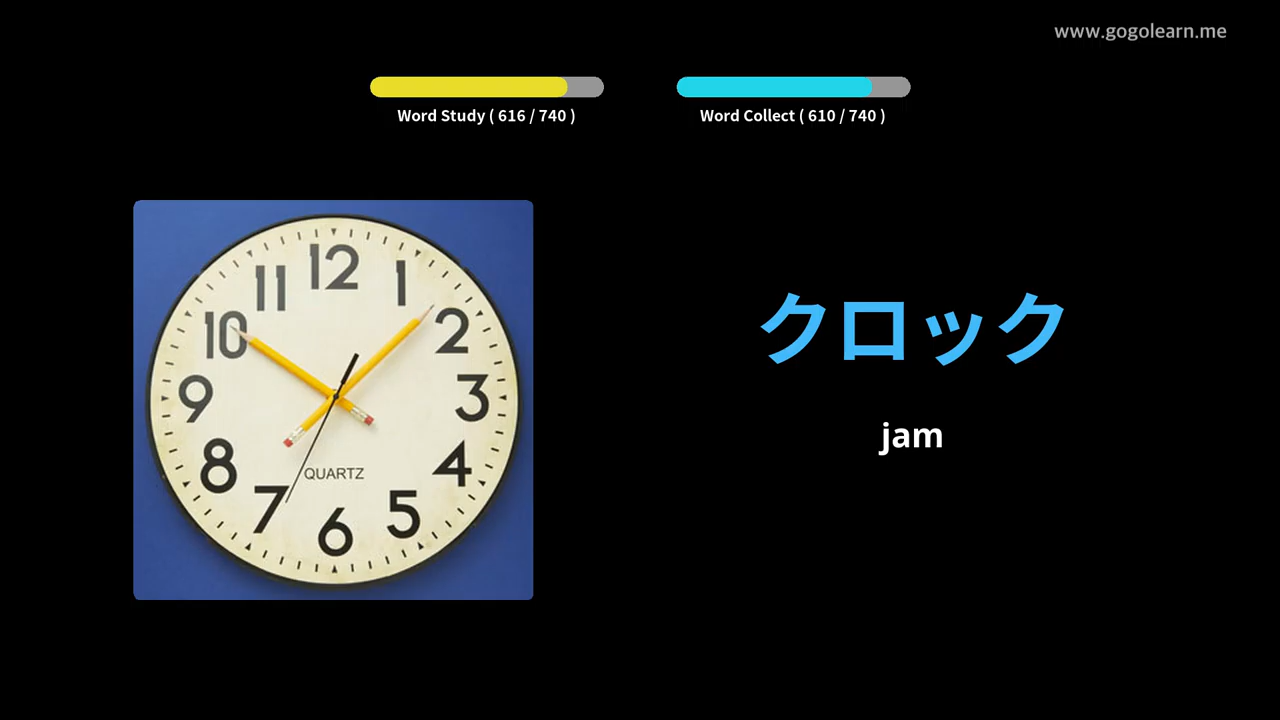 www.gogolearn.me
Word Study ( 616 / 740 )
Word Collect ( 610 / 740 )
12
1
2
3
4
5
6
7
8
9
10
11
QUARTZ
クロック
jam